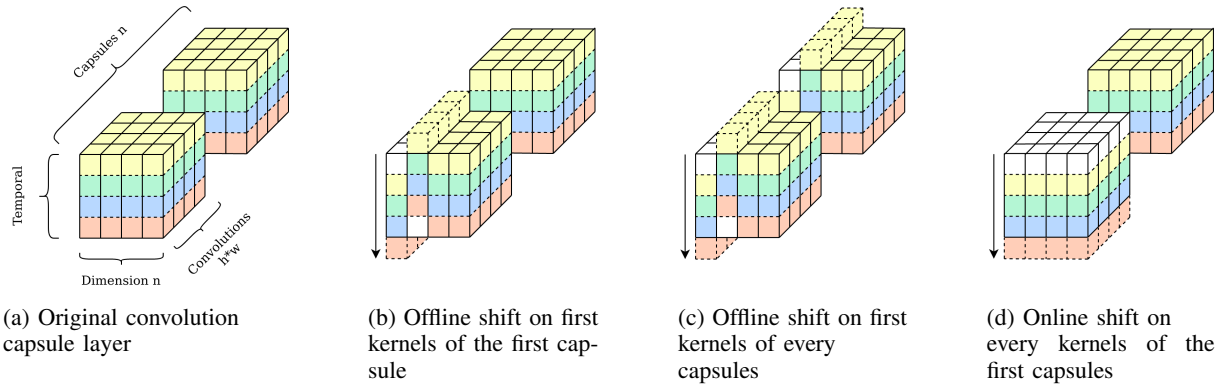 Capsules n
Temporal
Convolutions
h*w
Dimension n
(a) Original convolution
capsule layer
(b) Offline shift on first
kernels of the first cap-
sule
(c) Offline shift on first
kernels of every
capsules
(d) Online shift on
every kernels of the
first capsules